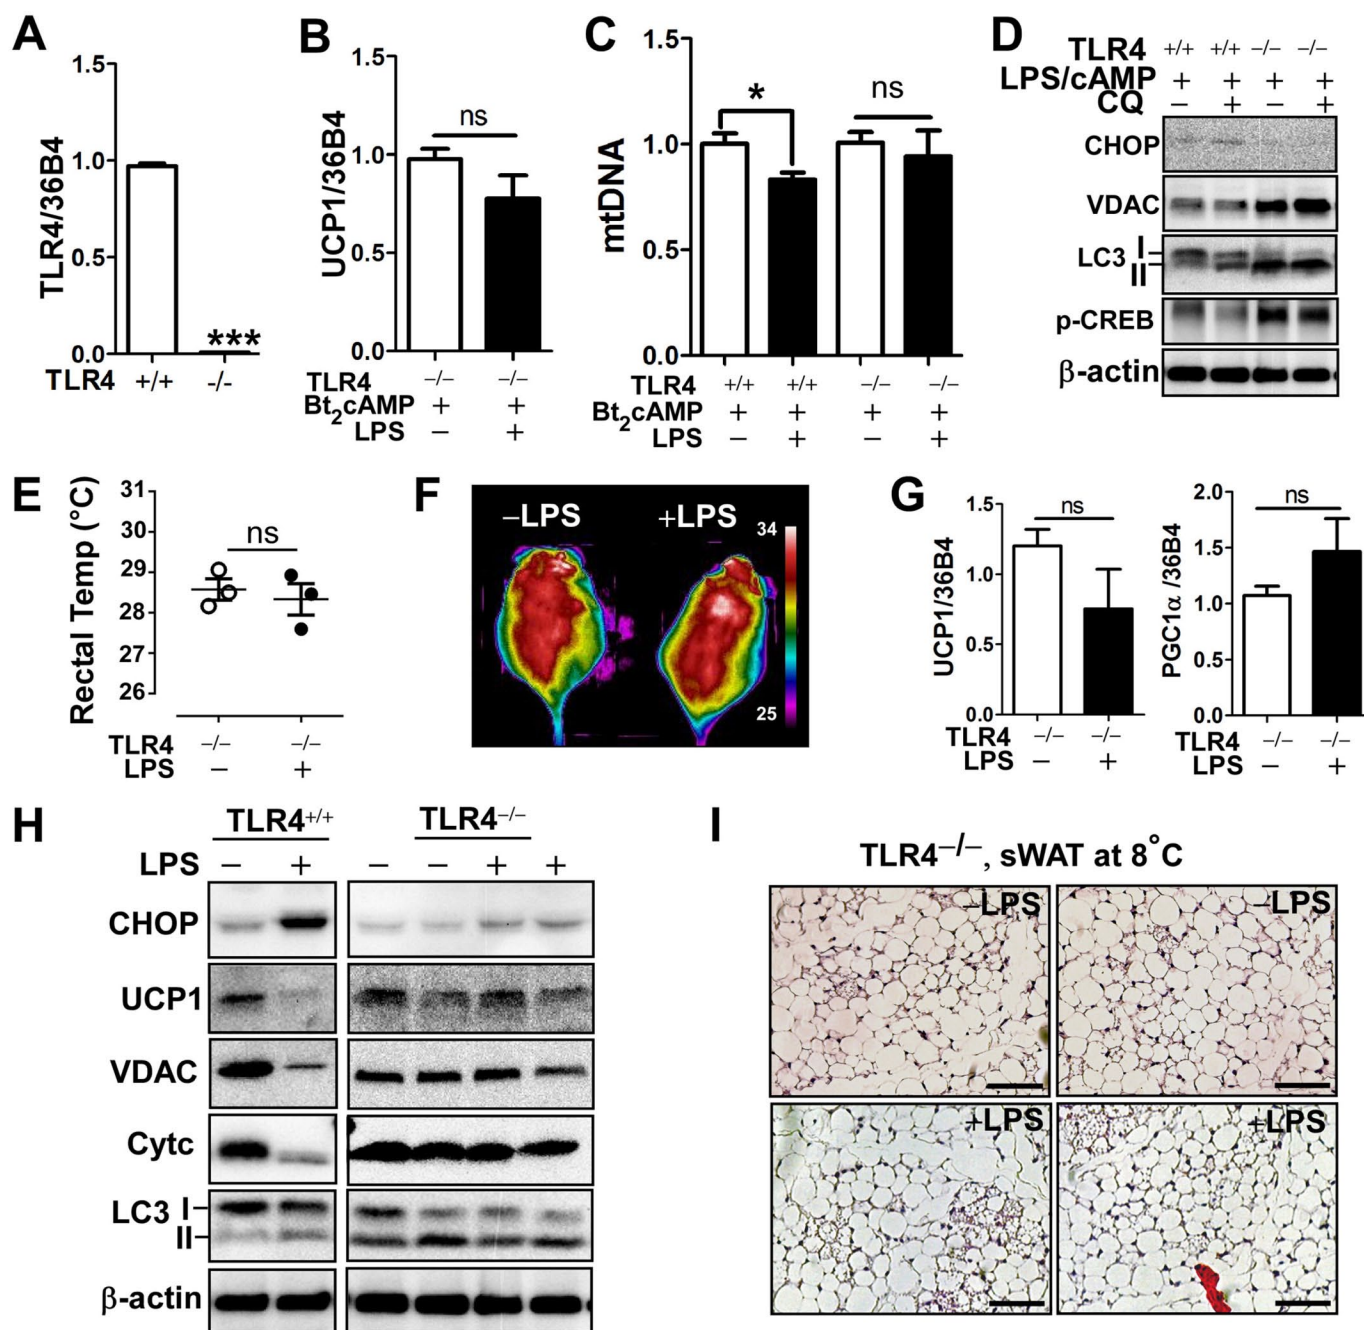 A
TLR4/36B4
1.5
1.0
0.5
0.0
***
TLR4 +/+ -/-
B
UCP1/36B4
1.5
1.0
0.5
0.0
ns
TLR4 –/– –/–
Bt2cAMP + +
LPS – +
C
mtDNA
1.5
1.0
0.5
0.0
*
ns
TLR4 +/+ +/+ –/– –/–
Bt2cAMP + + + +
LPS – + – +
D
TLR4 +/+ +/+ –/– –/–
LPS/cAMP + + + +
CQ – + – +
CHOP
VDAC
LC3 I
II
p-CREB
β-actin
E
Rectal Temp (°C)
31
30
29
28
27
26
ns
TLR4 –/– –/–
LPS – +
F
–LPS +LPS
34
25
G
UCP1/36B4
1.5
1.0
0.5
0.0
ns
TLR4 –/– –/–
LPS – +
PGC1α /36B4
2.0
1.5
1.0
0.5
0.0
ns
TLR4 –/– –/–
LPS – +
H
TLR4+/+ TLR4–/–
LPS – + – – + +
CHOP
UCP1
VDAC
Cytc
LC3 I
II
β-actin
I
TLR4–/–, sWAT at 8°C
–LPS –LPS
+LPS +LPS